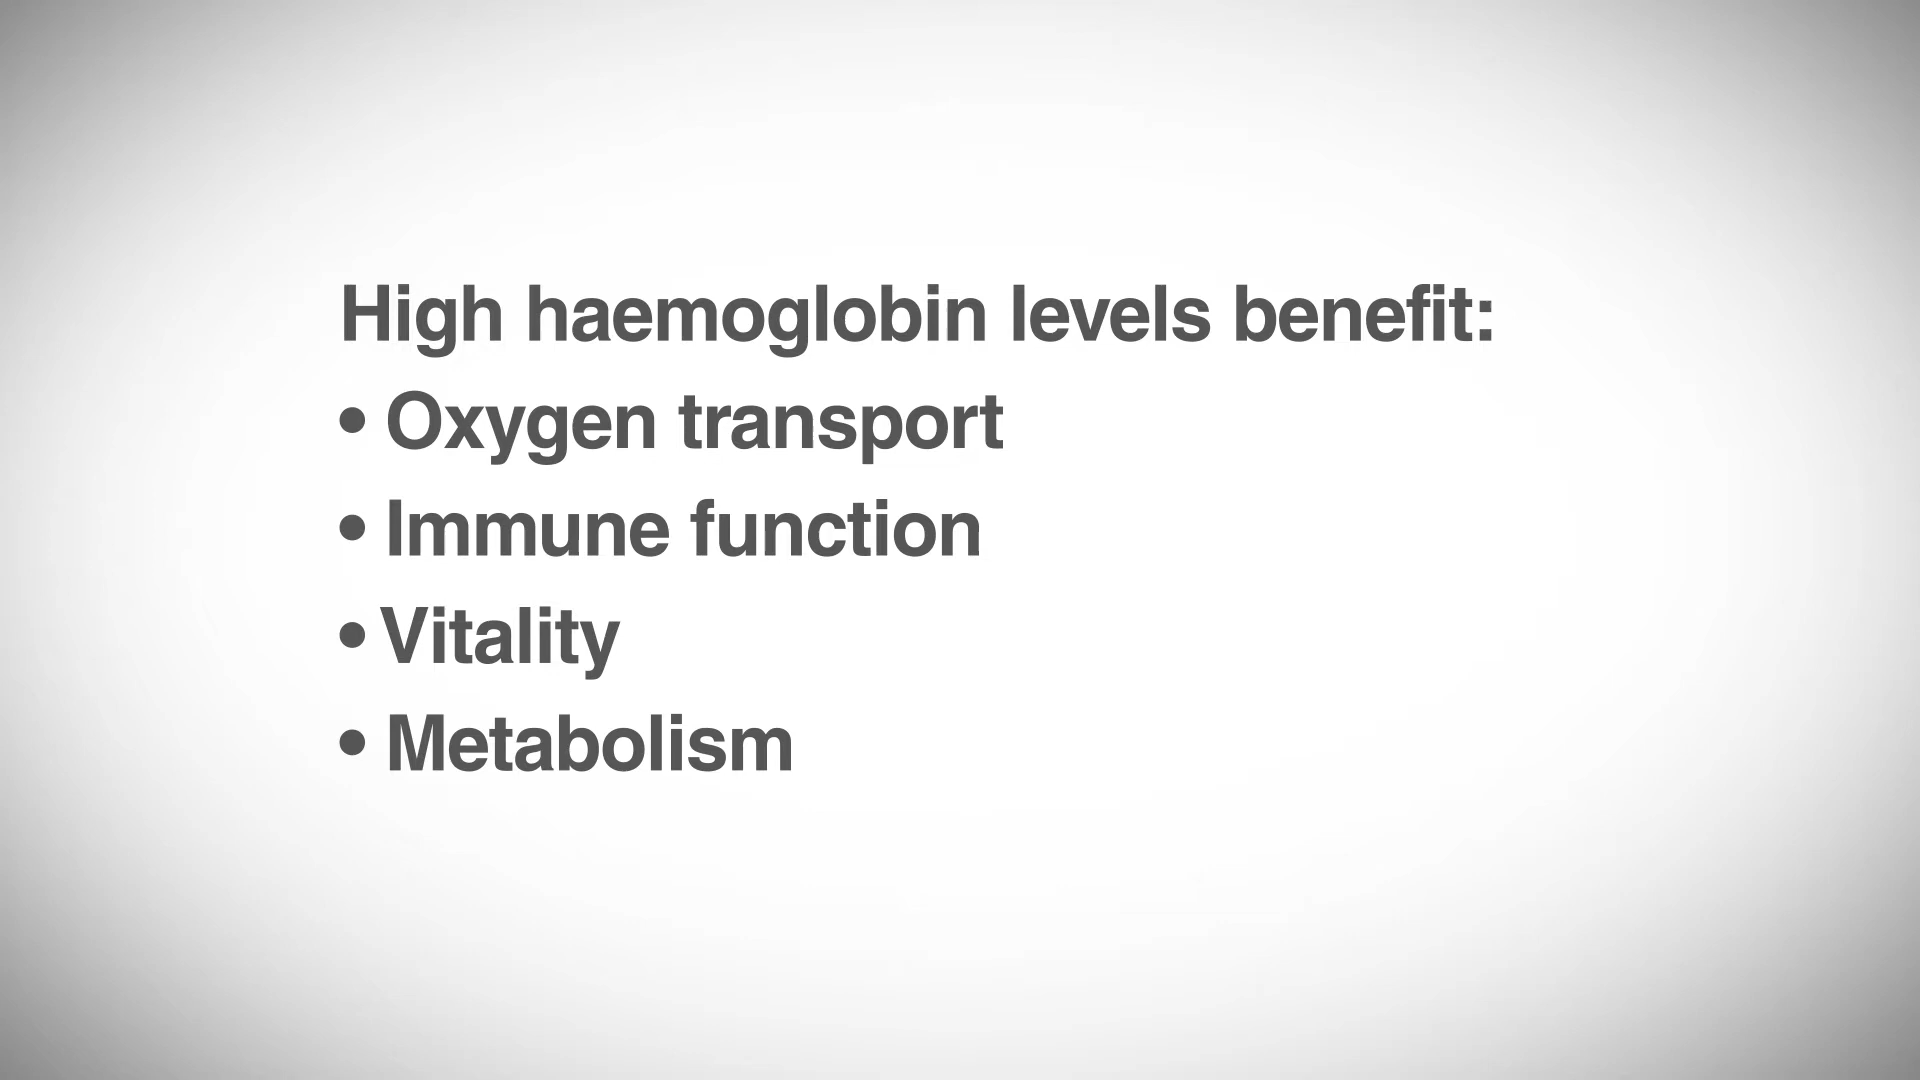 High haemoglobin levels benefit:
• Oxygen transport
• Immune function
• Vitality
• Metabolism